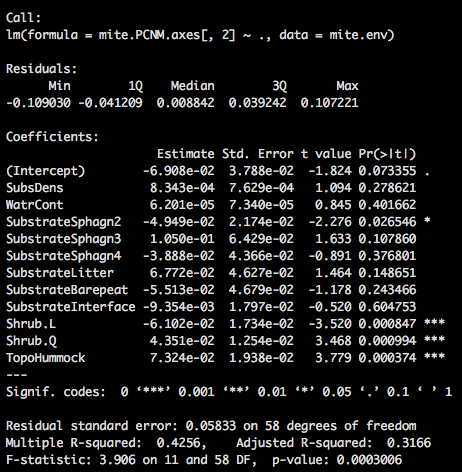 Call:
lm(formula = mite.PCNM.axes[, 2] ~ ., data = mite.env)
Residuals:
Min 1Q Median 3Q Max
-0.109030 -0.041209 0.008842 0.039242 0.107221
Coefficients:
Estimate Std. Error t value Pr(>|t|)
(Intercept) -6.908e-02 3.788e-02 -1.824 0.073355 .
SubsDens 8.343e-04 7.629e-04 1.094 0.278621
WatrCont 6.201e-05 7.340e-05 0.845 0.401662
SubstrateSphagn2 -4.949e-02 2.174e-02 -2.276 0.026546 *
SubstrateSphagn3 1.050e-01 6.429e-02 1.633 0.107860
SubstrateSphagn4 -3.888e-02 4.366e-02 -0.891 0.376801
SubstrateLitter 6.772e-02 4.627e-02 1.464 0.148651
SubstrateBarepeat -5.513e-02 4.679e-02 -1.178 0.243466
SubstrateInterface -9.354e-03 1.797e-02 -0.520 0.604753
Shrub.L -6.102e-02 1.734e-02 -3.520 0.000847 ***
Shrub.Q 4.351e-02 1.254e-02 3.468 0.000994 ***
TopoHummock 7.324e-02 1.938e-02 3.779 0.000374 ***
---
Signif. codes: 0 ‘***’ 0.001 ‘**’ 0.01 ‘*’ 0.05 ‘.’ 0.1 ‘ ’ 1
Residual standard error: 0.05833 on 58 degrees of freedom
Multiple R-squared: 0.4256, Adjusted R-squared: 0.3166
F-statistic: 3.906 on 11 and 58 DF, p-value: 0.0003006